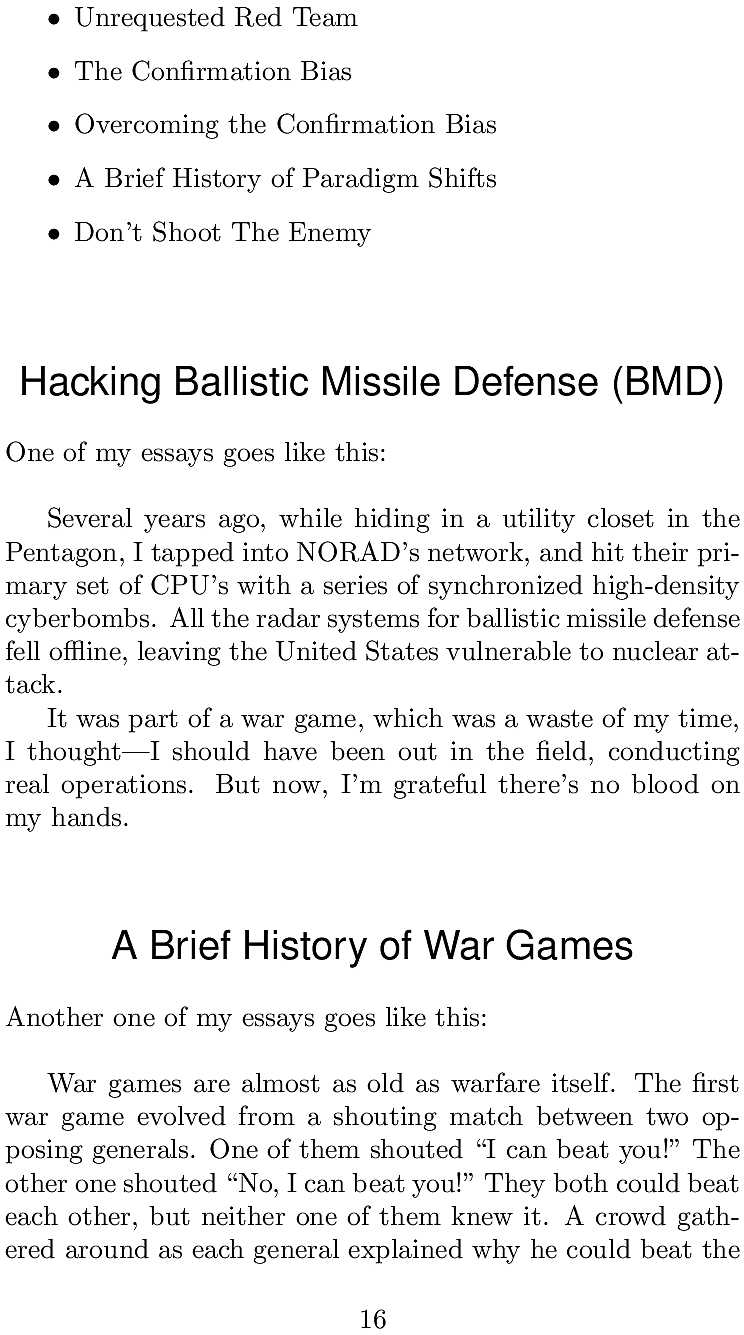 • Unrequested Red Team
• The Confirmation Bias
• Overcoming the Confirmation Bias
• A Brief History of Paradigm Shifts
• Don't Shoot The Enemy
Hacking Ballistic Missile Defense (BMD)
One of my essays goes like this:
Several years ago, while hiding in a utility closet in the
Pentagon, I tapped into NORAD's network, and hit their pri-
mary set of CPU's with a series of synchronized high-density
cyberbombs. All the radar systems for ballistic missile defense
fell offline, leaving the United States vulnerable to nuclear at-
tack.
It was part of a war game, which was a waste of my time,
I thought—I should have been out in the field, conducting
real operations. But now, I'm grateful there's no blood on
my hands.
A Brief History of War Games
Another one of my essays goes like this:
War games are almost as old as warfare itself. The first
war game evolved from a shouting match between two op-
posing generals. One of them shouted “I can beat you!” The
other one shouted “No, I can beat you!” They both could beat
each other, but neither one of them knew it. A crowd gath-
ered around as each general explained why he could beat the
16